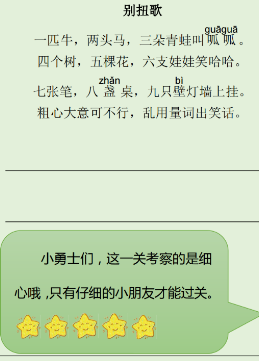 别扭歌
guāguā
一匹牛，两头马，三朵青蛙叫呱呱。
四个树，五棵花，六支娃娃笑哈哈。
zhǎn bì
七张笔，八盏桌，九只壁灯墙上挂。
粗心大意可不行，乱用量词出笑话。
小勇士们，这一关考察的是细
心哦，只有仔细的小朋友才能过关。